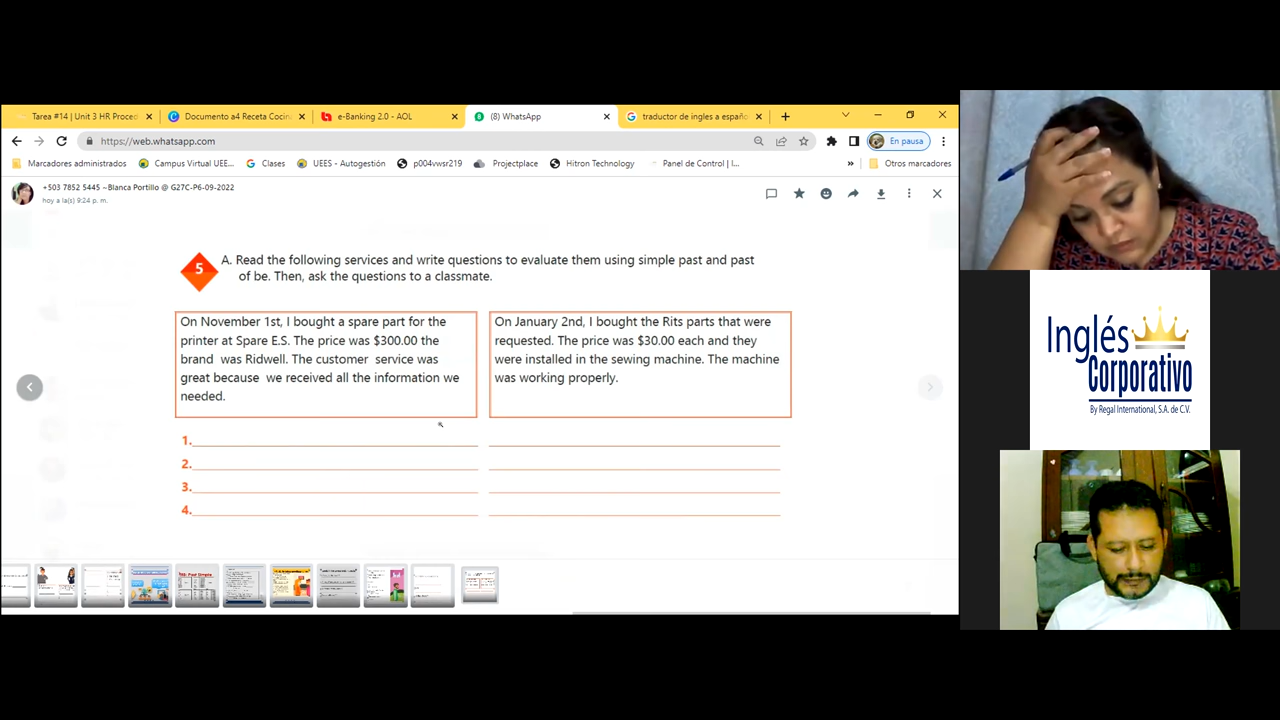 Tarea #14 | Unit 3 HR Proced
Documento a4 Receta Cocina
e-Banking 2.0 - AOL
(8) WhatsApp
traductor de ingles a español
https://web.whatsapp.com
En pausa
Marcadores administrados
Campus Virtual UEE...
Clases
UEES - Autogestión
p004vwsr219
Projectplace
Hitron Technology
Panel de Control | I...
Otros marcadores
+503 7852 5445 ~Blanca Portillo @ G27C-P6-09-2022
hoy a la(s) 9:24 p. m.
5
A. Read the following services and write questions to evaluate them using simple past and past
of be. Then, ask the questions to a classmate.
On November 1st, I bought a spare part for the
printer at Spare E.S. The price was $300.00 the
brand was Ridwell. The customer service was
great because we received all the information we
needed.
On January 2nd, I bought the Rits parts that were
requested. The price was $30.00 each and they
were installed in the sewing machine. The machine
was working properly.
1.
2.
3.
4.
Inglés
Corporativo
By Regal International, S.A. de C.V.